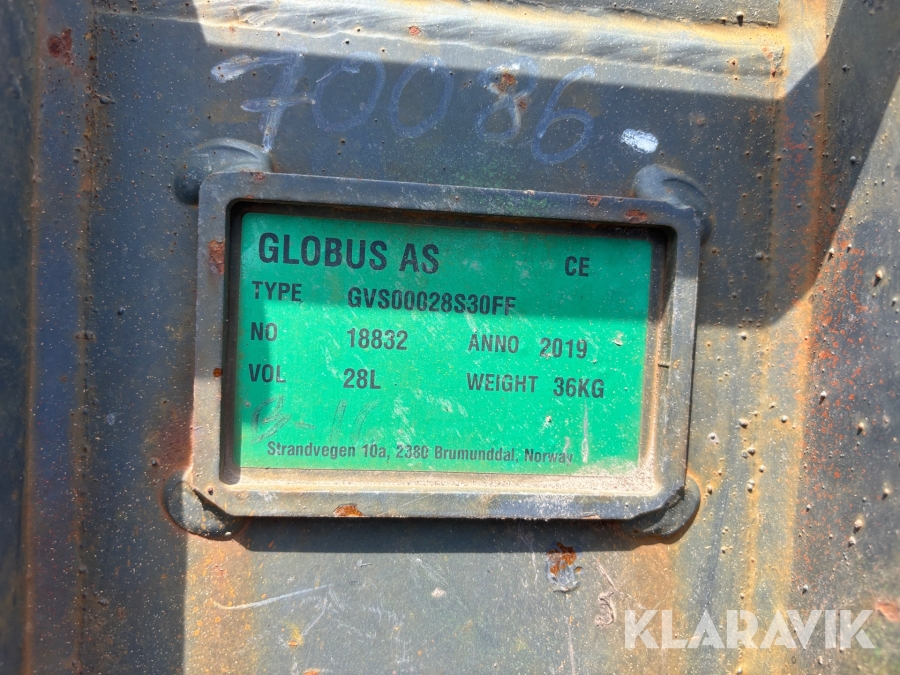 70086
GLOBUS AS CE
TYPE GVS00028S30FF
NO 18832 ANNO 2019
VOL 28L WEIGHT 36KG
Strandvegen 10a, 2380 Brumunddal, Norway
KLARAVIK